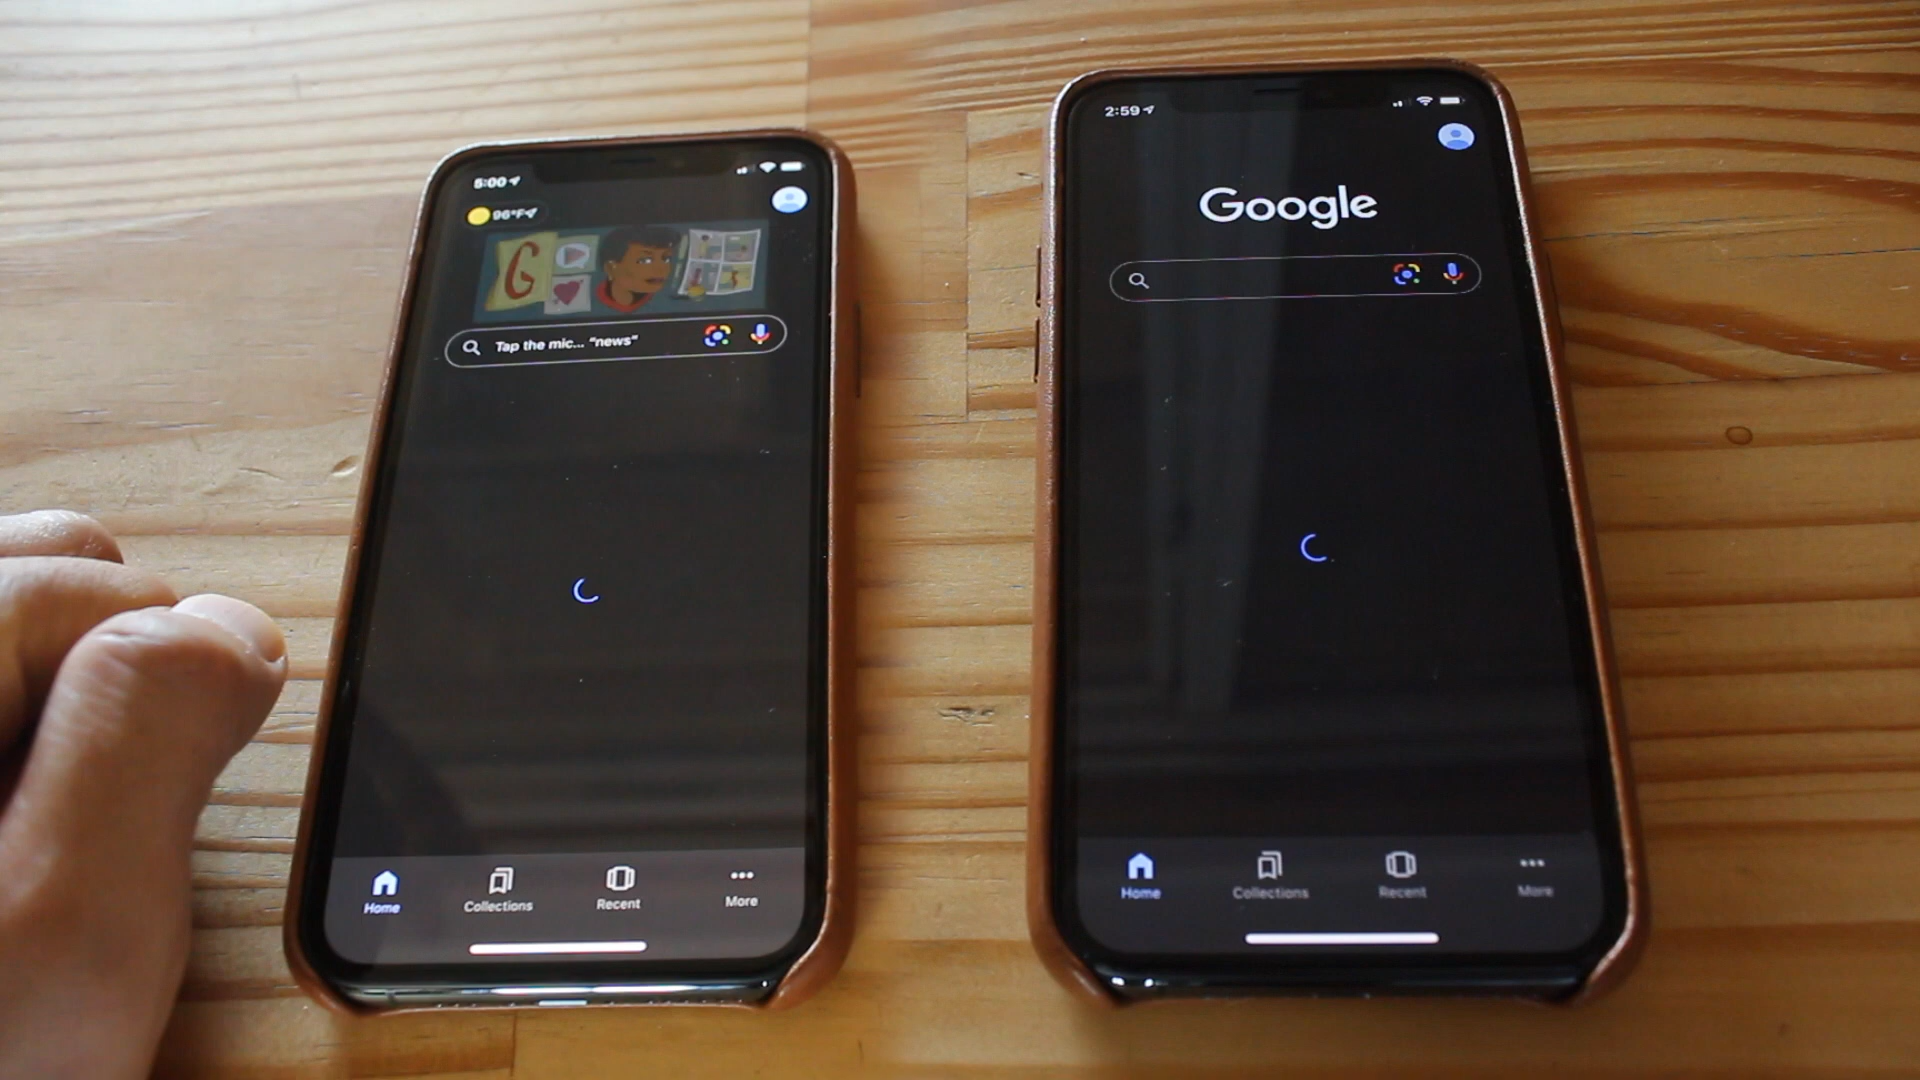 5:00
96°F
G
Tap the mic... "news"
Home
Collections
Recent
More
2:59
Google
Home
Collections
Recent
More